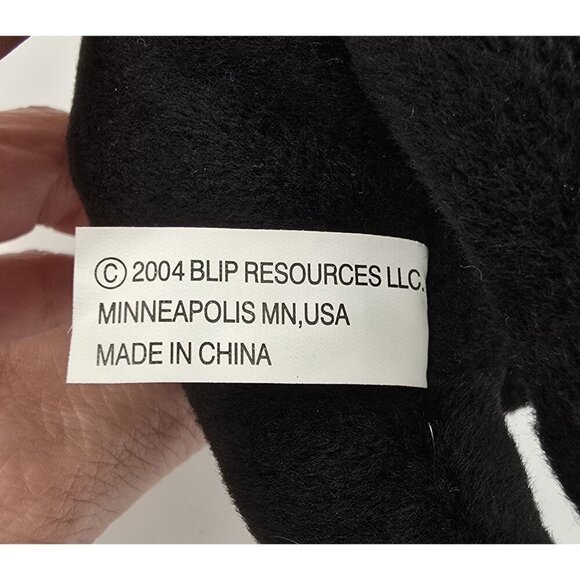 © 2004 BLIP RESOURCES LLC.
MINNEAPOLIS MN,USA
MADE IN CHINA